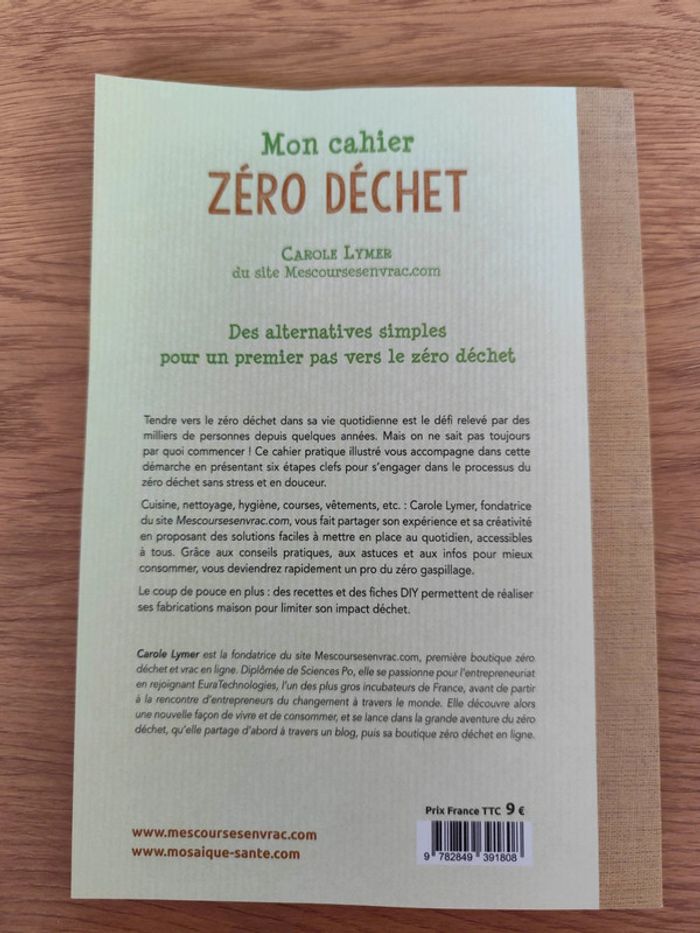 Mon cahier
ZÉRO DÉCHET
CAROLE LYMER
du site Mescoursesenvrac.com
Des alternatives simples
pour un premier pas vers le zéro déchet
Tendre vers le zéro déchet dans sa vie quotidienne est le défi relevé par des
milliers de personnes depuis quelques années. Mais on ne sait pas toujours
par quoi commencer ! Ce cahier pratique illustré vous accompagne dans cette
démarche en présentant six étapes clefs pour s'engager dans le processus du
zéro déchet sans stress et en douceur.
Cuisine, nettoyage, hygiène, courses, vêtements, etc. : Carole Lymer, fondatrice
du site Mescoursesenvrac.com, vous fait partager son expérience et sa créativité
en proposant des solutions faciles à mettre en place au quotidien, accessibles
à tous. Grâce aux conseils pratiques, aux astuces et aux infos pour mieux
consommer, vous deviendrez rapidement un pro du zéro gaspillage.
Le coup de pouce en plus : des recettes et des fiches DIY permettent de réaliser
ses fabrications maison pour limiter son impact déchet.
Carole Lymer est la fondatrice du site Mescoursesenvrac.com, première boutique zéro
déchet et vrac en ligne. Diplômée de Sciences Po, elle se passionne pour l'entrepreneuriat
en rejoignant EuraTechnologies, l'un des plus gros incubateurs de France, avant de partir
à la rencontre d'entrepreneurs du changement à travers le monde. Elle découvre alors
une nouvelle façon de vivre et de consommer, et se lance dans la grande aventure du zéro
déchet, qu'elle partage d'abord à travers un blog, puis sa boutique zéro déchet en ligne.
Prix France TTC 9 €
www.mescoursesenvrac.com
www.mosaique-sante.com
9 782849 391808